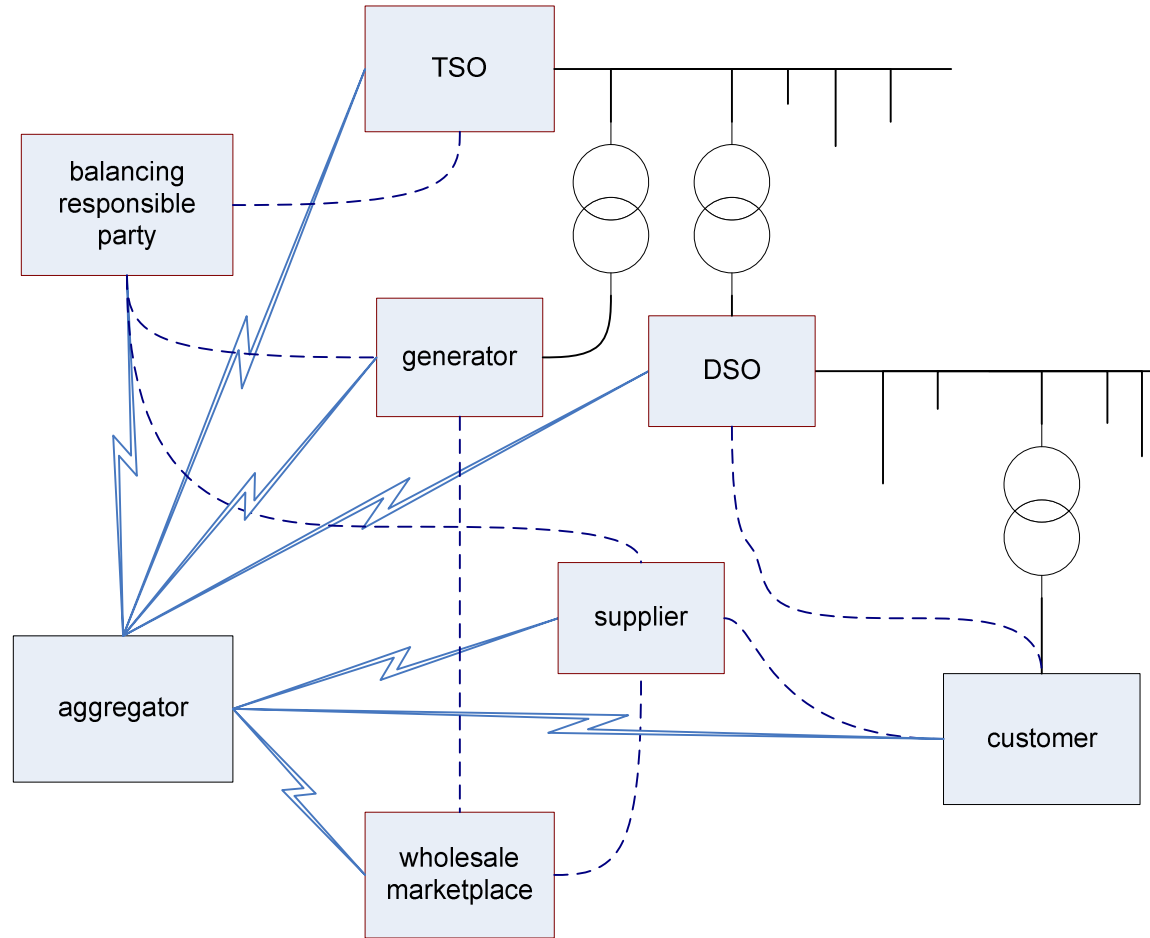 TSO
balancing
responsible
party
generator
DSO
supplier
aggregator
customer
wholesale
marketplace